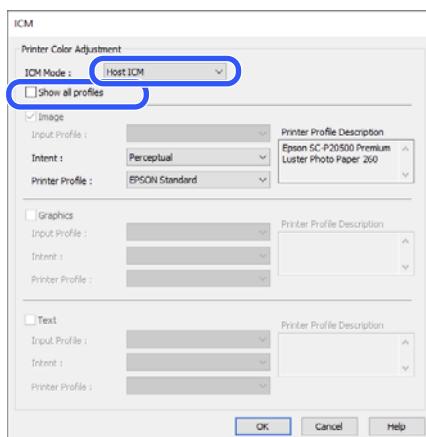 ICM
Printer Color Adjustment
ICM Mode : Host ICM
Show all profiles
Image
Input Profile : Printer Profile Description
Intent : Perceptual Epson SC-P20500 Premium
Luster Photo Paper 260
Printer Profile : EPSON Standard
Graphics
Input Profile : Printer Profile Description
Intent :
Printer Profile :
Text
Input Profile : Printer Profile Description
Intent :
Printer Profile :
OK Cancel Help